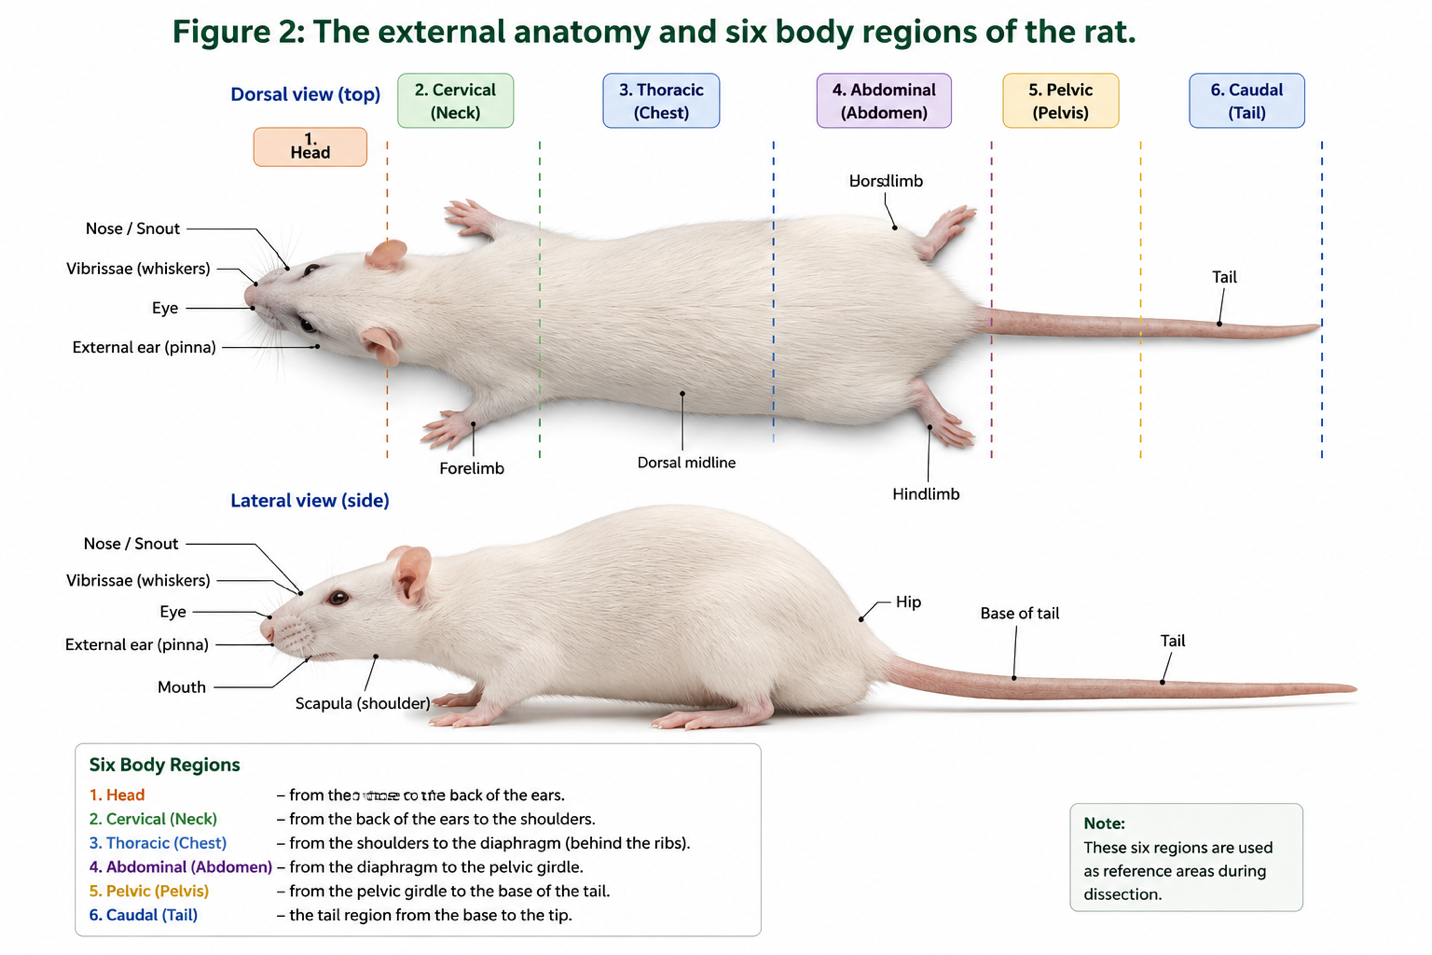 Figure 2: The external anatomy and six body regions of the rat.
Dorsal view (top)
1.
Head
2. Cervical
(Neck)
3. Thoracic
(Chest)
4. Abdominal
(Abdomen)
5. Pelvic
(Pelvis)
6. Caudal
(Tail)
Nose / Snout
Vibrissae (whiskers)
Eye
External ear (pinna)
Tail
Forelimb
Dorsal midline
Hindlimb
Lateral view (side)
Nose / Snout
Vibrissae (whiskers)
Eye
External ear (pinna)
Mouth
Scapula (shoulder)
Hip
Base of tail
Tail
Six Body Regions
1. Head – from the back of the ears.
2. Cervical (Neck) – from the back of the ears to the shoulders.
3. Thoracic (Chest) – from the shoulders to the diaphragm (behind the ribs).
4. Abdominal (Abdomen) – from the diaphragm to the pelvic girdle.
5. Pelvic (Pelvis) – from the pelvic girdle to the base of the tail.
6. Caudal (Tail) – the tail region from the base to the tip.
Note:
These six regions are used
as reference areas during
dissection.